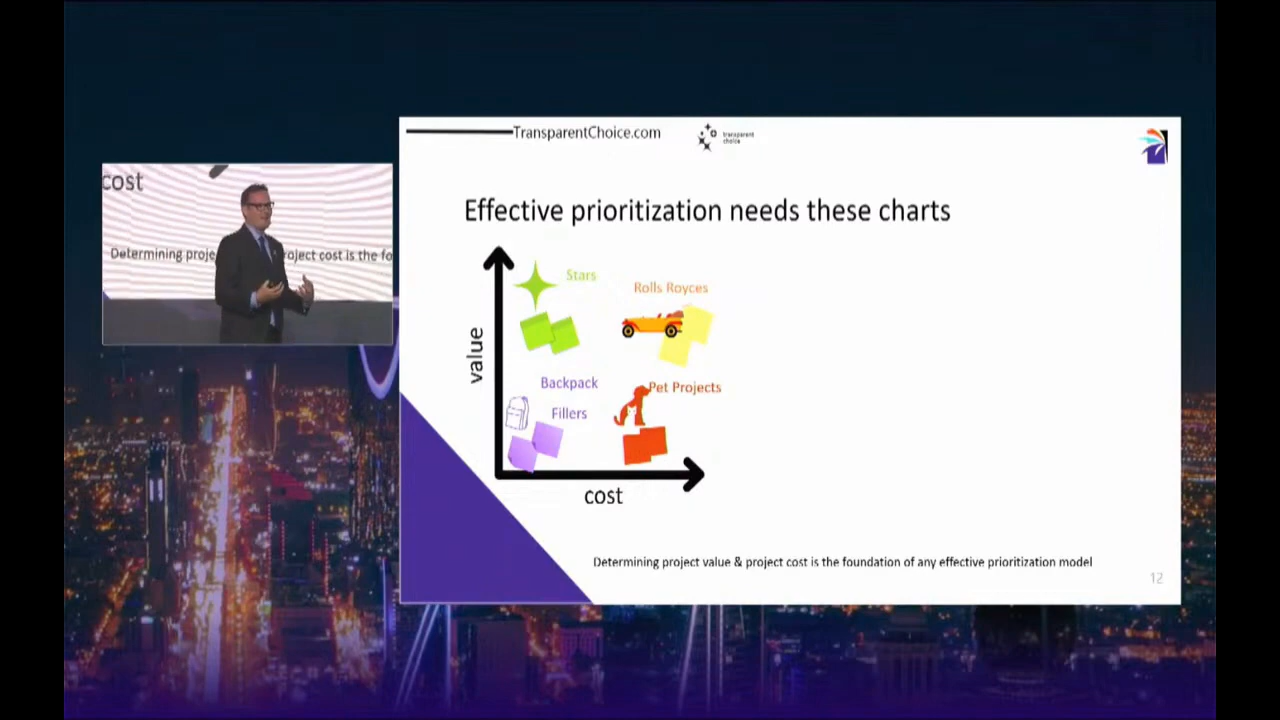 TransparentChoice.com
transparent
choice
Effective prioritization needs these charts
Stars
Rolls Royces
value
Backpack
Pet Projects
Fillers
cost
Determining project value & project cost is the foundation of any effective prioritization model
12
cost
Determining proje
roject cost is the fo